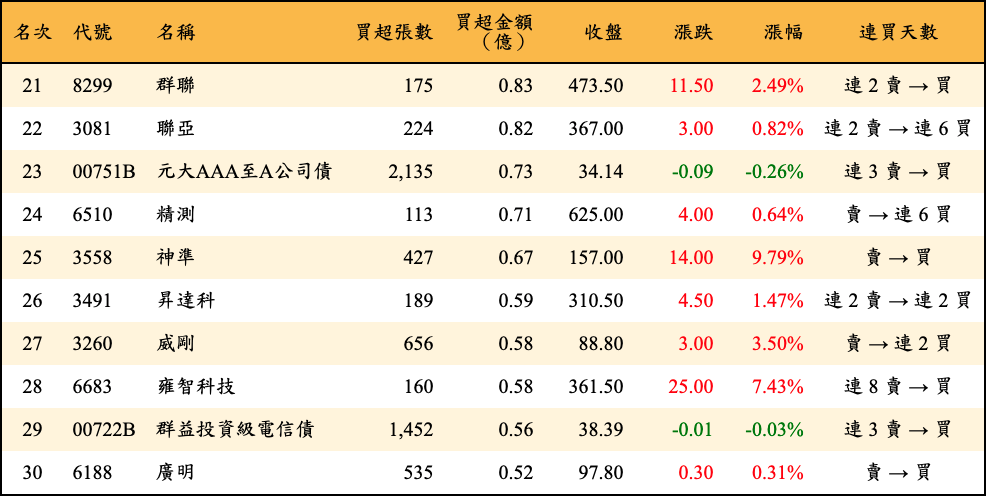 名次 代號 名稱 買超張數 買超金額（億） 收盤 漲跌 漲幅 連買天數
21 8299 群聯 175 0.83 473.50 11.50 2.49% 連 2 賣 → 買
22 3081 聯亞 224 0.82 367.00 3.00 0.82% 連 2 賣 → 連 6 買
23 00751B 元大AAA至A公司債 2,135 0.73 34.14 -0.09 -0.26% 連 3 賣 → 買
24 6510 精測 113 0.71 625.00 4.00 0.64% 賣 → 連 6 買
25 3558 神準 427 0.67 157.00 14.00 9.79% 賣 → 買
26 3491 昇達科 189 0.59 310.50 4.50 1.47% 連 2 賣 → 連 2 買
27 3260 威剛 656 0.58 88.80 3.00 3.50% 賣 → 連 2 買
28 6683 雍智科技 160 0.58 361.50 25.00 7.43% 連 8 賣 → 買
29 00722B 群益投資級電信債 1,452 0.56 38.39 -0.01 -0.03% 連 3 賣 → 買
30 6188 廣明 535 0.52 97.80 0.30 0.31% 賣 → 買